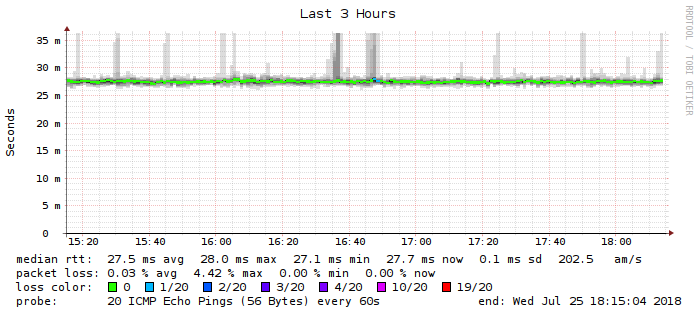 Last 3 Hours
RRDTOOL / TOBI OETIKER
Seconds
35 m
30 m
25 m
20 m
15 m
10 m
5 m
0
15:20 15:40 16:00 16:20 16:40 17:00 17:20 17:40 18:00
median rtt: 27.5 ms avg 28.0 ms max 27.1 ms min 27.7 ms now 0.1 ms sd 202.5 am/s
packet loss: 0.03 % avg 4.42 % max 0.00 % min 0.00 % now
loss color: 0 1/20 2/20 3/20 4/20 10/20 19/20
probe: 20 ICMP Echo Pings (56 Bytes) every 60s end: Wed Jul 25 18:15:04 2018